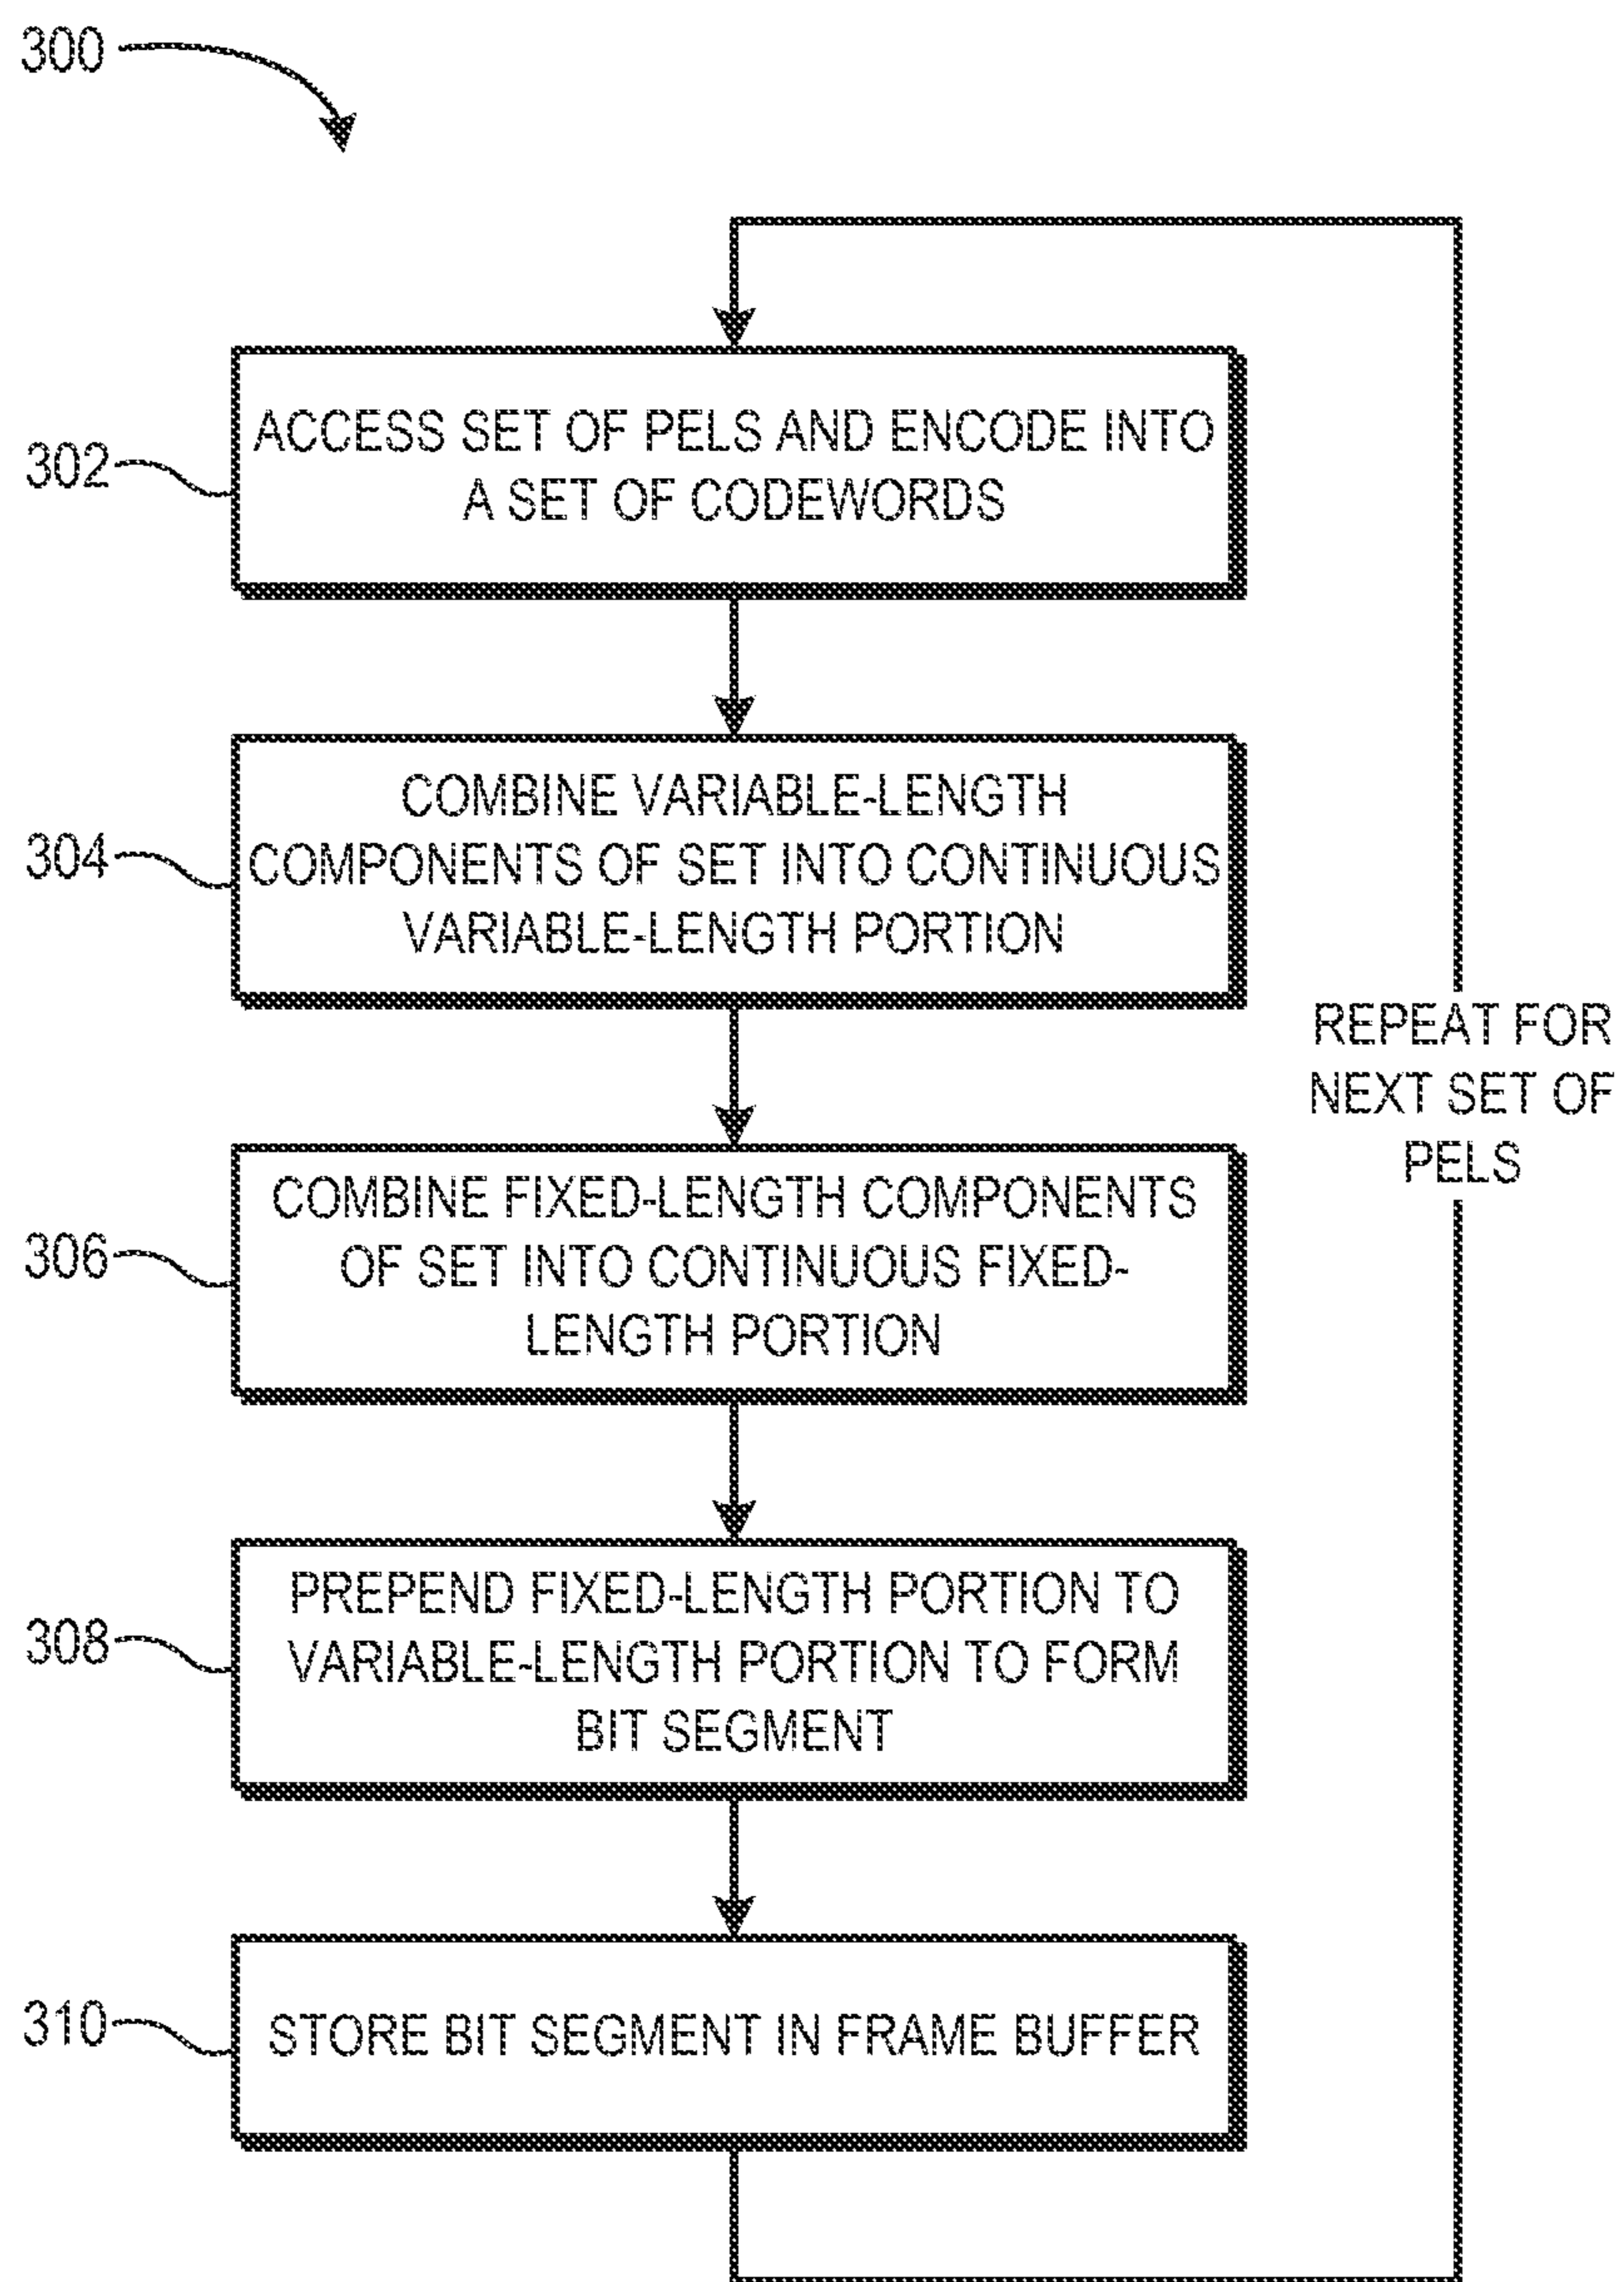 300
302
ACCESS SET OF PELS AND ENCODE INTO
A SET OF CODEWORDS
304
COMBINE VARIABLE-LENGTH
COMPONENTS OF SET INTO CONTINUOUS
VARIABLE-LENGTH PORTION
REPEAT FOR
NEXT SET OF
PELS
306
COMBINE FIXED-LENGTH COMPONENTS
OF SET INTO CONTINUOUS FIXED-
LENGTH PORTION
308
PREPEND FIXED-LENGTH PORTION TO
VARIABLE-LENGTH PORTION TO FORM
BIT SEGMENT
310
STORE BIT SEGMENT IN FRAME BUFFER